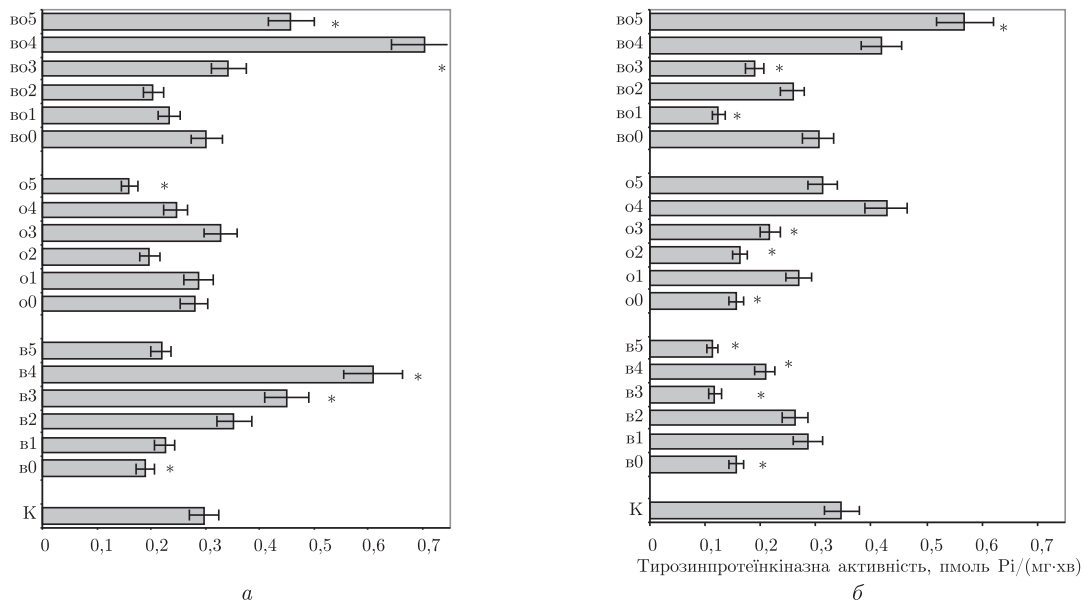 во5
*
во4
во3
*
во2
во1
во0
о5
*
о4
о3
о2
о1
о0
в5
в4
*
в3
*
в2
в1
в0
*
К
0 0,1 0,2 0,3 0,4 0,5 0,6 0,7
а
во5
*
во4
во3
*
во2
во1
*
во0
о5
о4
о3
*
о2
*
о1
о0
*
в5
*
в4
*
в3
*
в2
в1
в0
*
К
0 0,1 0,2 0,3 0,4 0,5 0,6 0,7
Тирозинпротеїнкіназна активність, пмоль Рі/(мг·хв)
б